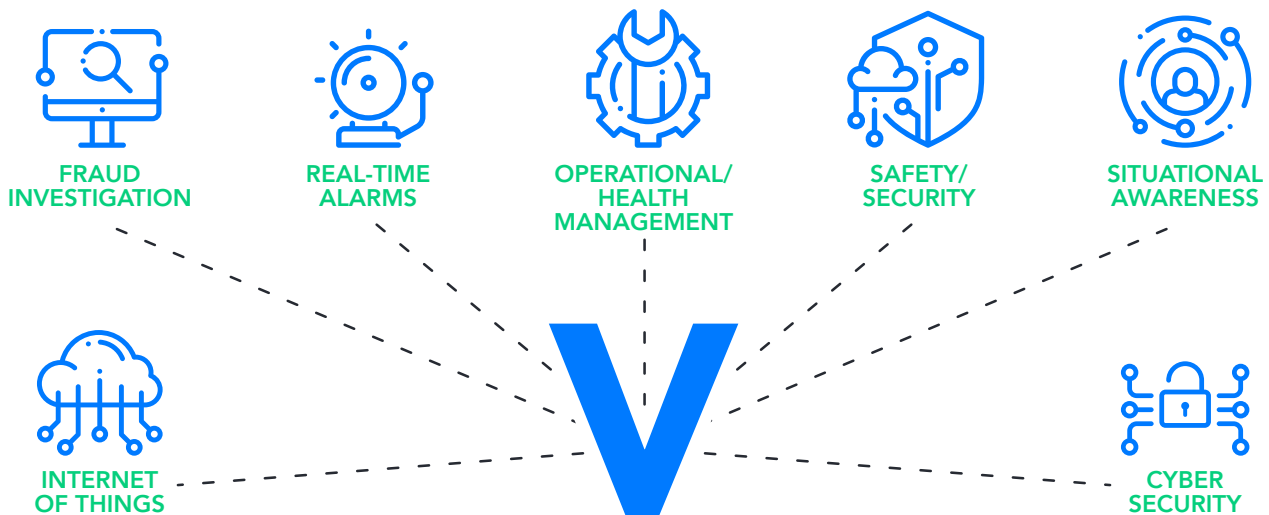 FRAUD
INVESTIGATION
REAL-TIME
ALARMS
OPERATIONAL/
HEALTH
MANAGEMENT
SAFETY/
SECURITY
SITUATIONAL
AWARENESS
V
INTERNET
OF THINGS
CYBER
SECURITY